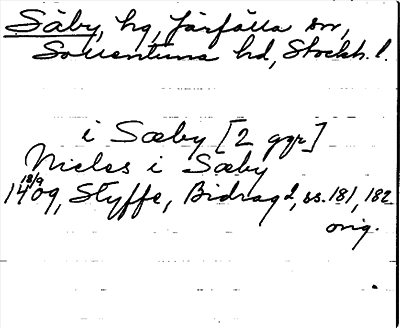 Säby, hg, Järfälla sn,
Sollentuna hd, Stockh. l.
i Sæby [2 ggr]
Nicles i Sæby
18/9
1409, Styffe, Bidrag 2, ss. 181, 182
orig.